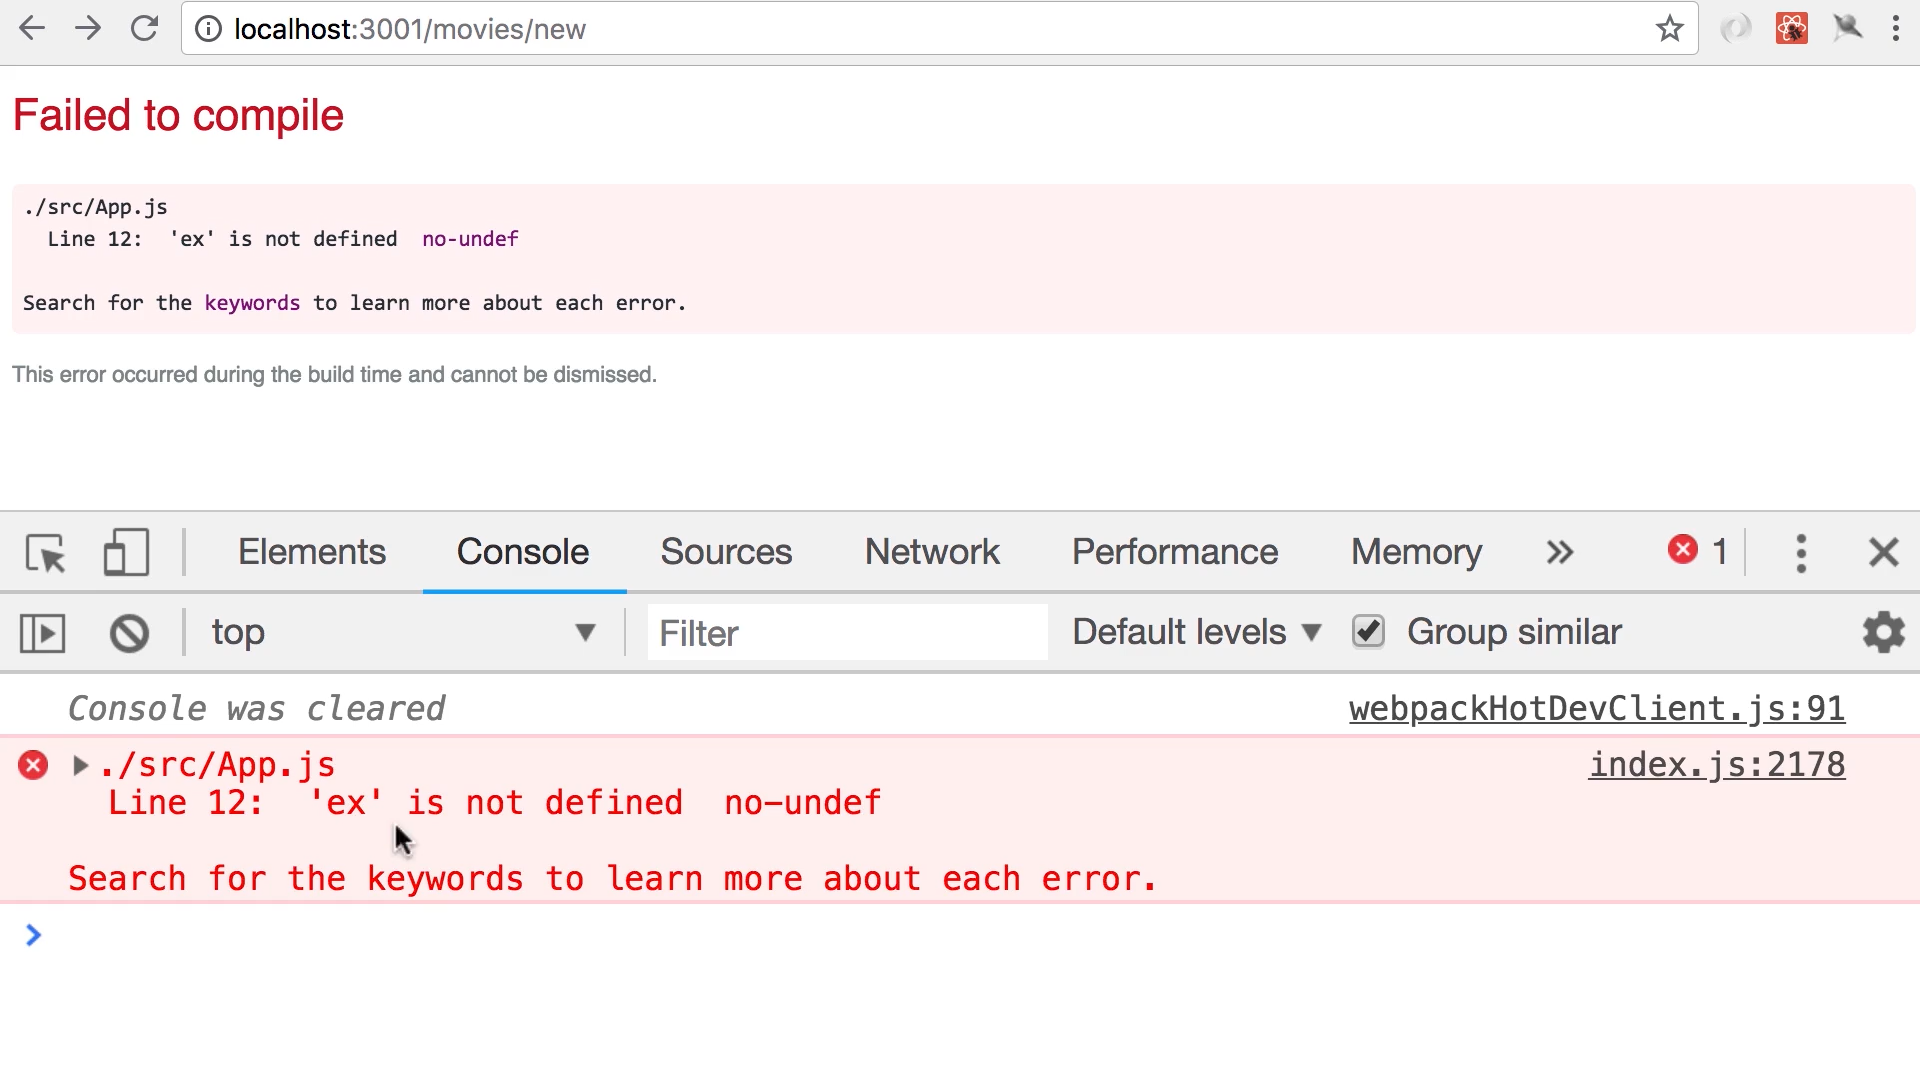 localhost:3001/movies/new
Failed to compile
./src/App.js
Line 12: 'ex' is not defined no-undef
Search for the keywords to learn more about each error.
This error occurred during the build time and cannot be dismissed.
Elements Console Sources Network Performance Memory 1
top Filter Default levels Group similar
Console was cleared webpackHotDevClient.js:91
./src/App.js index.js:2178
Line 12: 'ex' is not defined no-undef
Search for the keywords to learn more about each error.